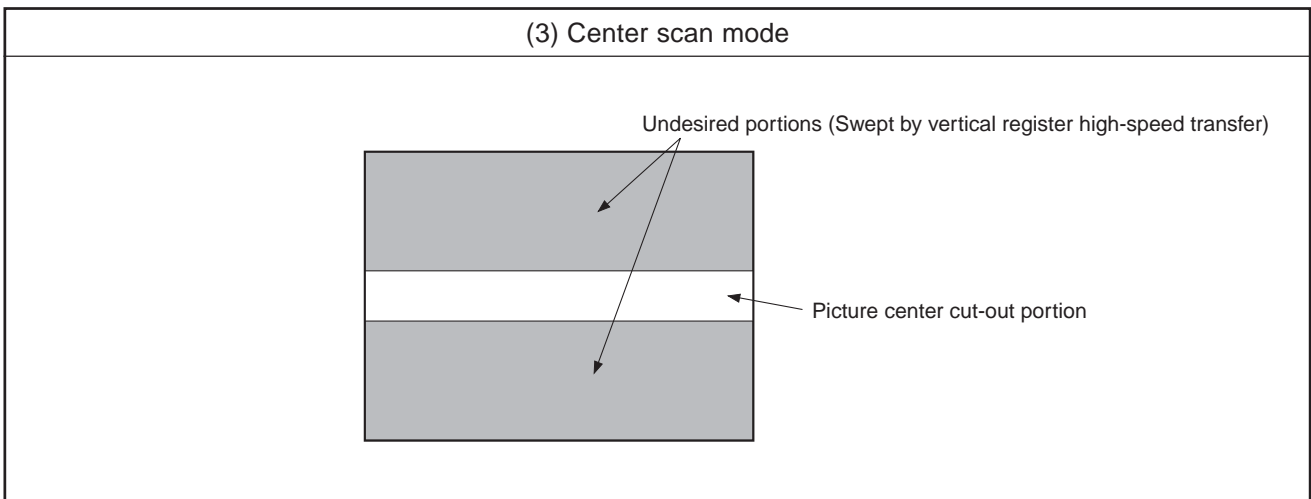 (3) Center scan mode
Undesired portions (Swept by vertical register high-speed transfer)
Picture center cut-out portion